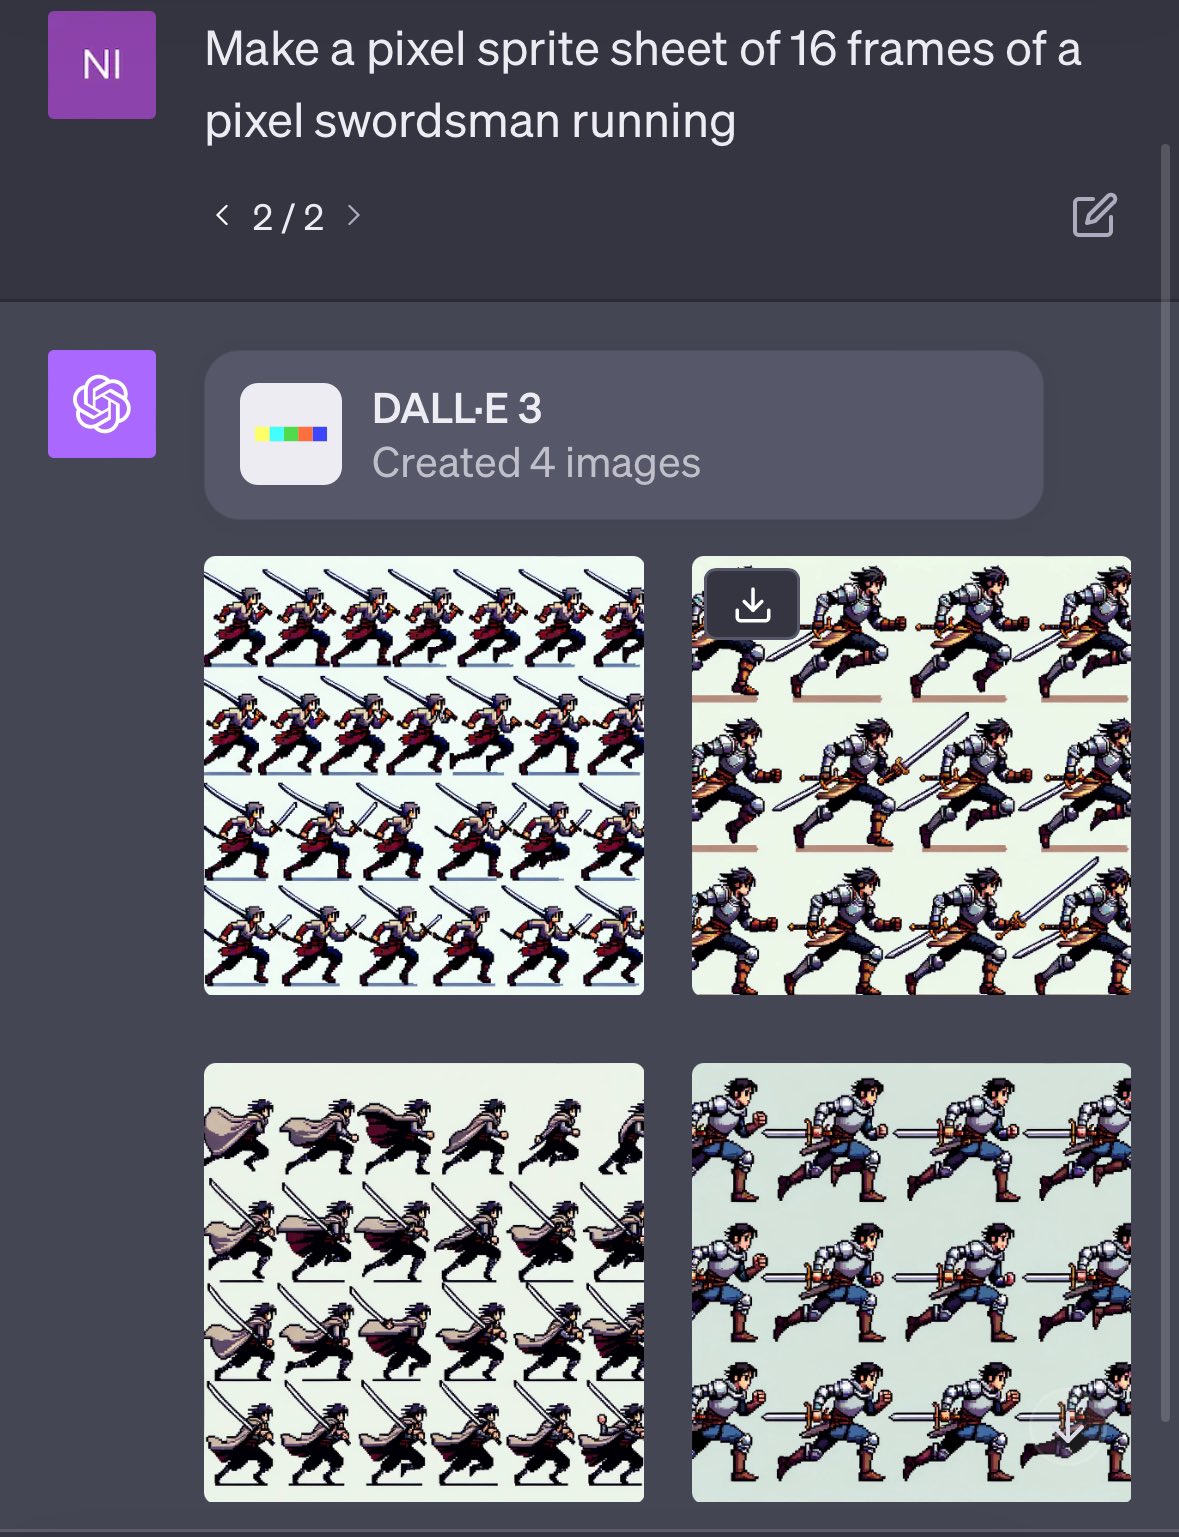 NI
Make a pixel sprite sheet of 16 frames of a
pixel swordsman running
2 / 2
DALL·E 3
Created 4 images